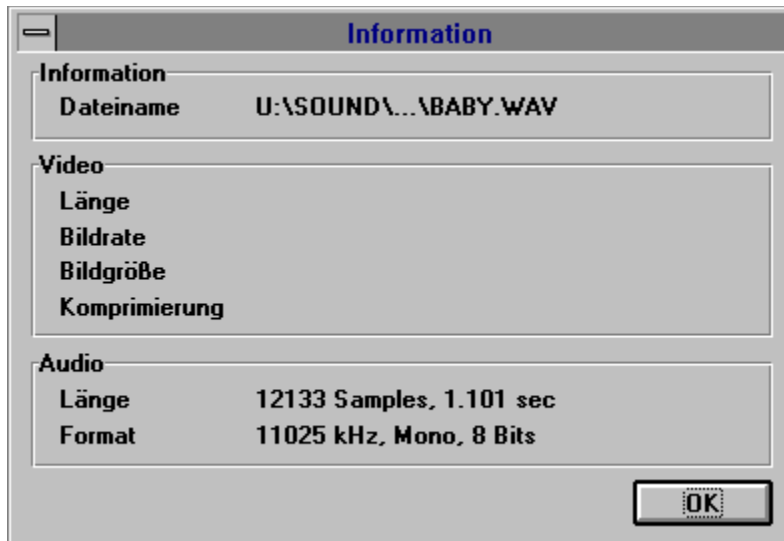 Information
Information
Dateiname U:\SOUND\...\BABY.WAV
Video
Länge
Bildrate
Bildgröße
Komprimierung
Audio
Länge 12133 Samples, 1.101 sec
Format 11025 kHz, Mono, 8 Bits
OK